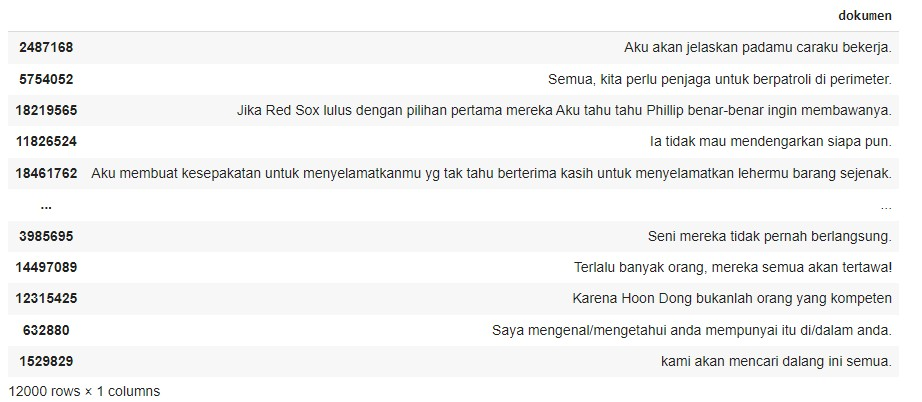 dokumen
2487168 Aku akan jelaskan padamu caraku bekerja.
5754052 Semua, kita perlu penjaga untuk berpatroli di perimeter.
18219565 Jika Red Sox lulus dengan pilihan pertama mereka Aku tahu tahu Phillip benar-benar ingin membawanya.
11826524 Ia tidak mau mendengarkan siapa pun.
18461762 Aku membuat kesepakatan untuk menyelamatkanmu yg tak tahu berterima kasih untuk menyelamatkan lehermu barang sejenak.
... ...
3985695 Seni mereka tidak pernah berlangsung.
14497089 Terlalu banyak orang, mereka semua akan tertawa!
12315425 Karena Hoon Dong bukanlah orang yang kompeten
632880 Saya mengenal/mengetahui anda mempunyai itu di/dalam anda.
1529829 kami akan mencari dalang ini semua.
12000 rows × 1 columns